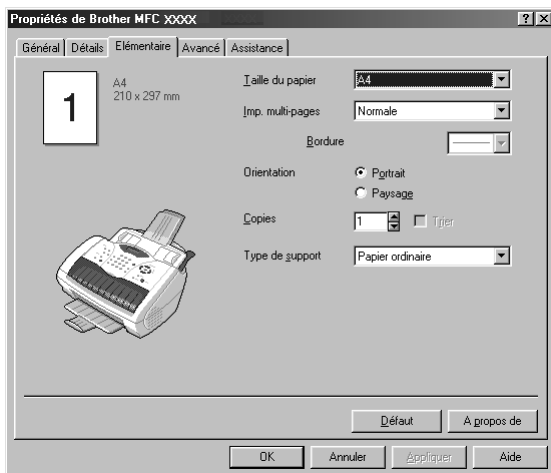 Propriétés de Brother MFC XXXX
Général Détails Elémentaire Avancé Assistance
1
A4
210 x 297 mm
Taille du papier A4
Imp. multi-pages Normale
Bordure
Orientation Portrait
Paysage
Copies 1 Trier
Type de support Papier ordinaire
Défaut A propos de
OK Annuler Appliquer Aide